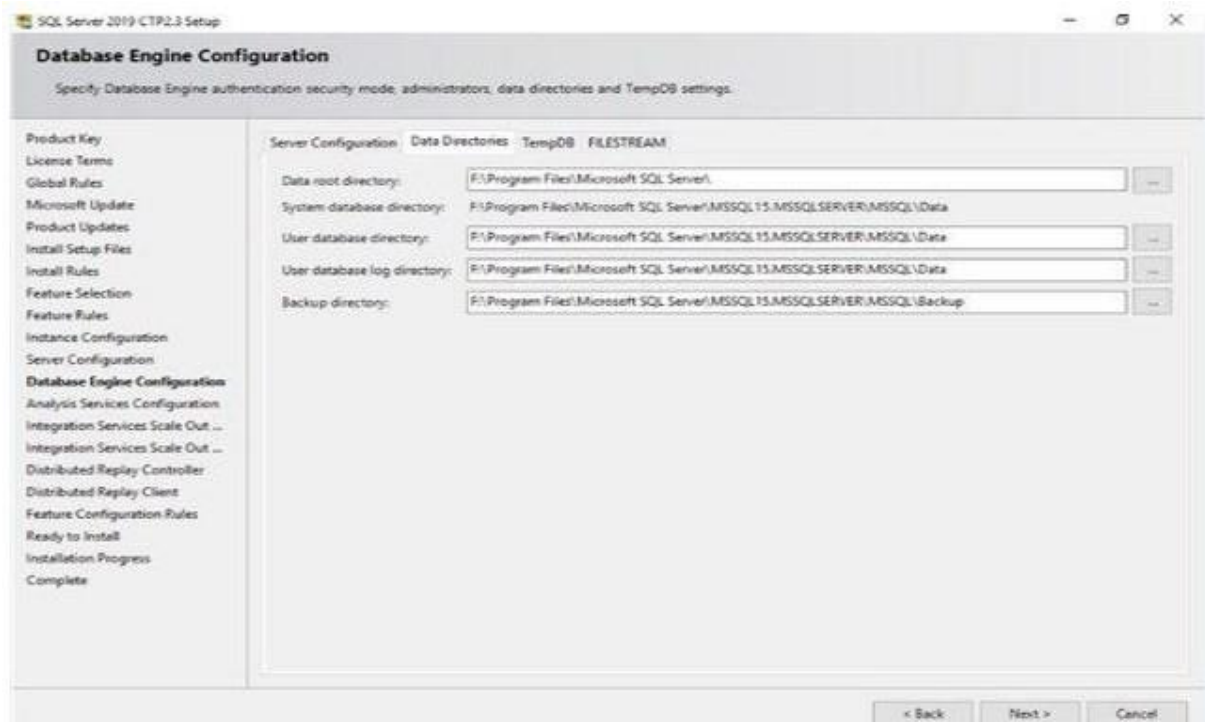 SQL Server 2019 CTP2.3 Setup
Database Engine Configuration
Specify Database Engine authentication security mode, administrators, data directories and TempDB settings.
Product Key
License Terms
Global Rules
Microsoft Update
Product Updates
Install Setup Files
Install Rules
Feature Selection
Feature Rules
Instance Configuration
Server Configuration
Database Engine Configuration
Analysis Services Configuration
Integration Services Scale Out ...
Integration Services Scale Out ...
Distributed Replay Controller
Distributed Replay Client
Feature Configuration Rules
Ready to Install
Installation Progress
Complete
Server Configuration Data Directories TempDB FILESTREAM
Data root directory: F:\Program Files\Microsoft SQL Server\ ...
System database directory: F:\Program Files\Microsoft SQL Server\MSSQL15.MSSQLSERVER\MSSQL\Data
User database directory: F:\Program Files\Microsoft SQL Server\MSSQL15.MSSQLSERVER\MSSQL\Data ...
User database log directory: F:\Program Files\Microsoft SQL Server\MSSQL15.MSSQLSERVER\MSSQL\Data ...
Backup directory: F:\Program Files\Microsoft SQL Server\MSSQL15.MSSQLSERVER\MSSQL\Backup ...
< Back Next > Cancel